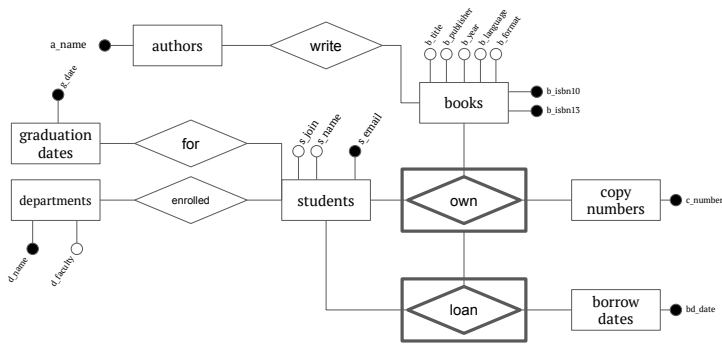 b_title
b_publisher
b_year
b_language
b_format
a_name
authors
write
g_date
books
b_isbn10
b_isbn13
graduation
dates
for
s_join
s_name
s_email
departments
enrolled
students
own
copy
numbers
c_number
d_name
d_faculty
loan
borrow
dates
bd_date